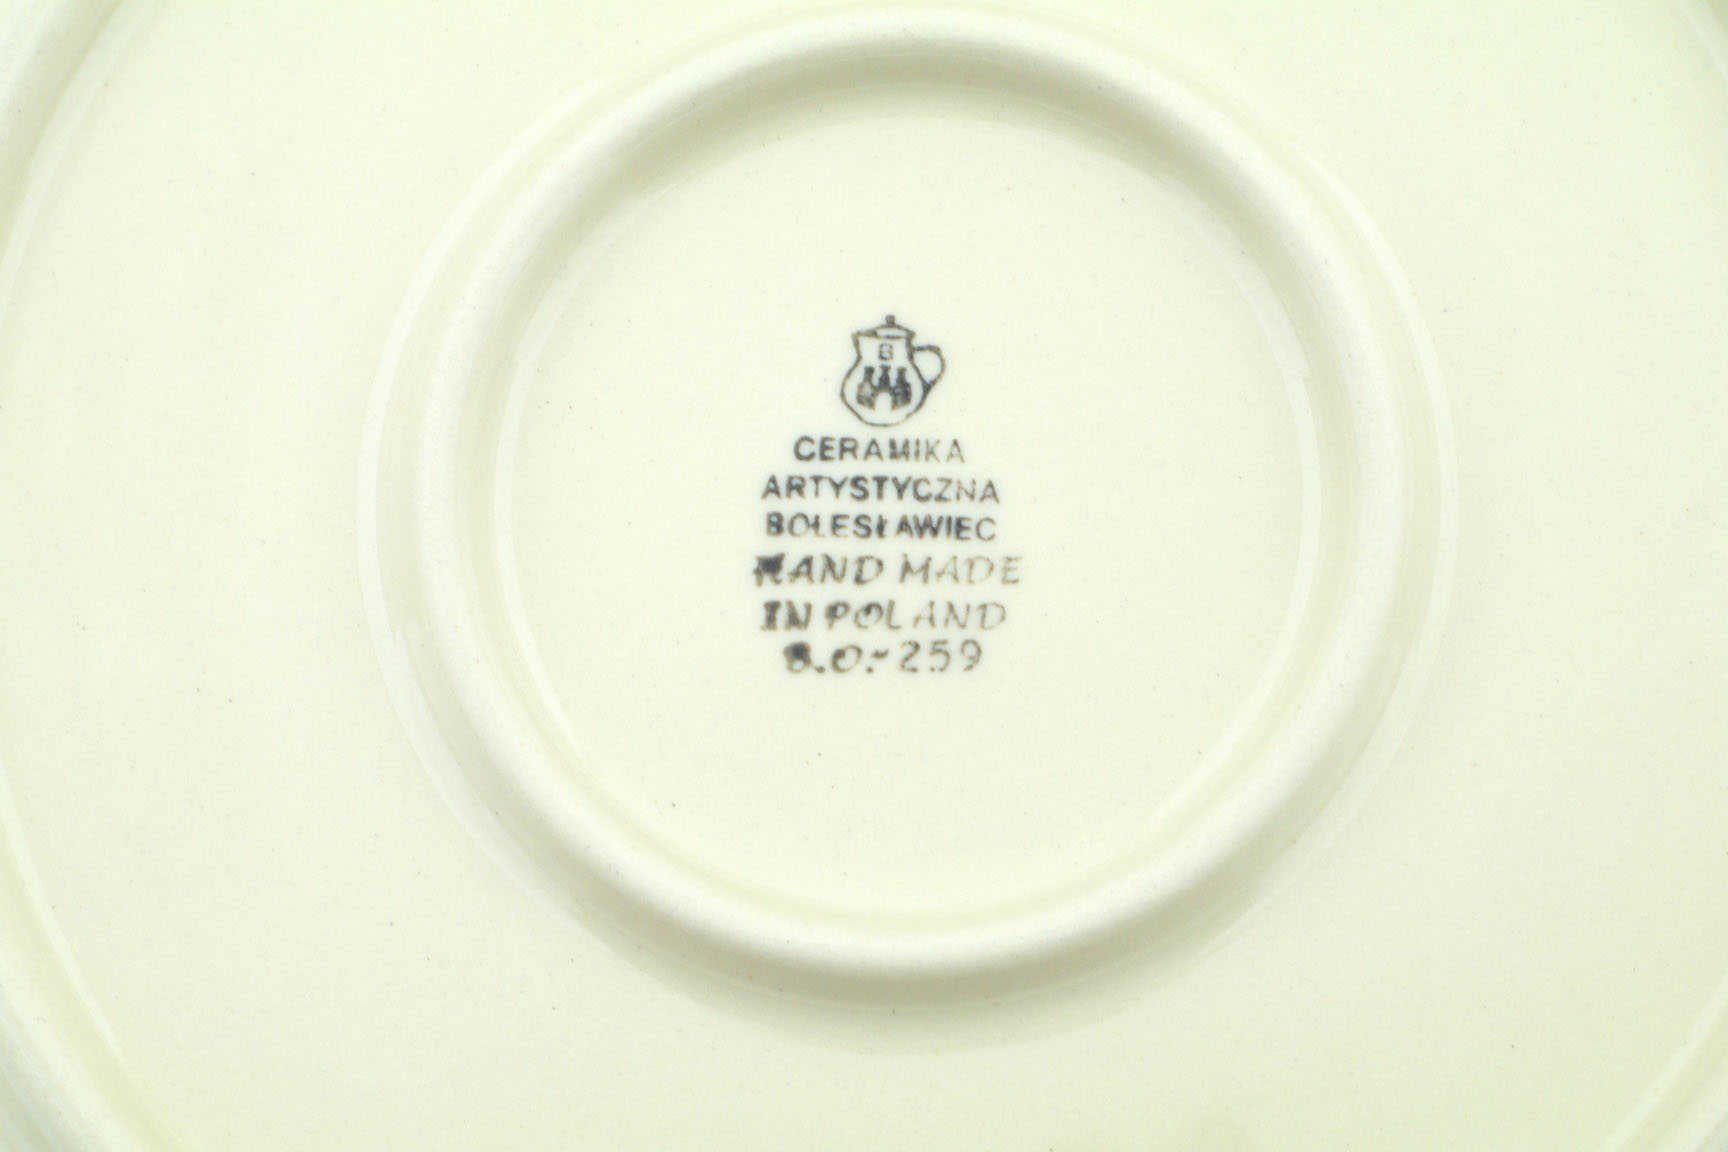 B
CERAMIKA
ARTYSTYCZNA
BOLESŁAWIEC
HAND MADE
IN POLAND
B.O.-259